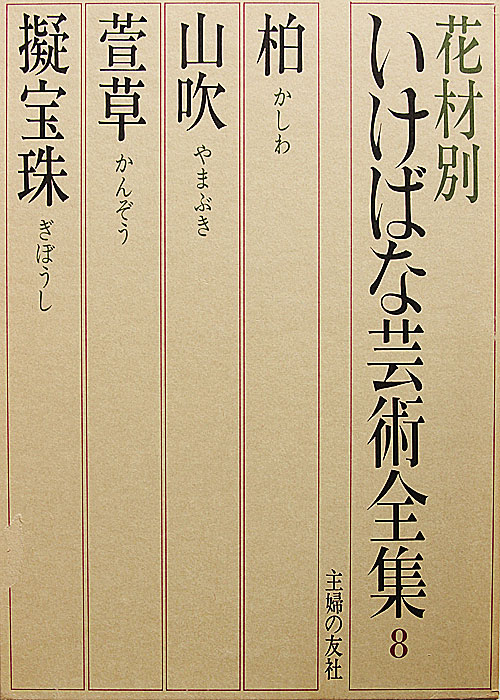 花材別
いけばな芸術全集8
主婦の友社
柏 かしわ
山吹 やまぶき
萱草 かんぞう
擬宝珠 ぎぼうし